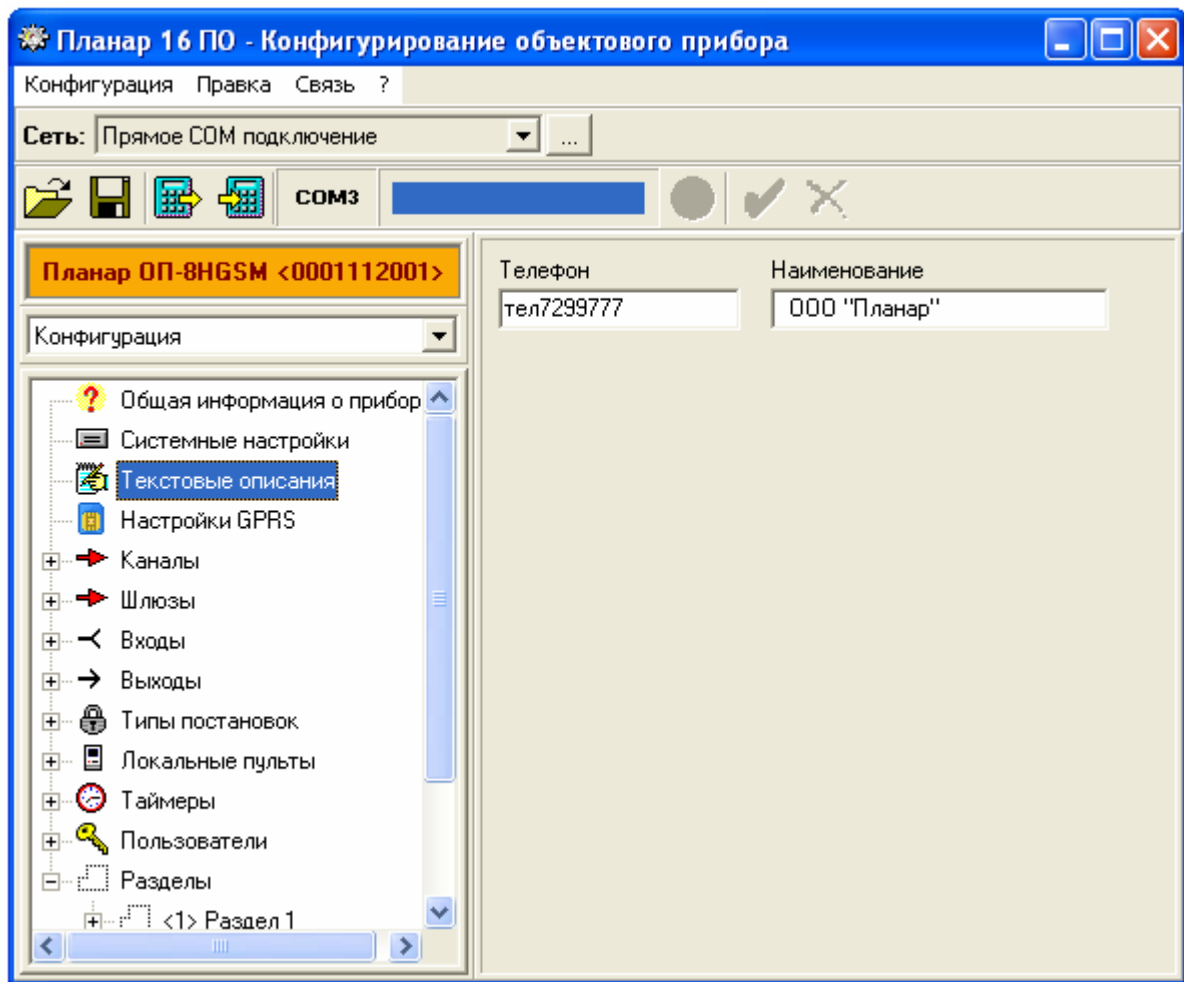 Планар 16 ПО - Конфигурирование объектового прибора
Конфигурация Правка Связь ?
Сеть: Прямое COM подключение ...
COM3
Планар ОП-8HGSM <0001112001>
Конфигурация
Общая информация о прибор
Системные настройки
Текстовые описания
Настройки GPRS
Каналы
Шлюзы
Входы
Выходы
Типы постановок
Локальные пульты
Таймеры
Пользователи
Разделы
<1> Раздел 1
Телефон Наименование
тел7299777 ООО "Планар"